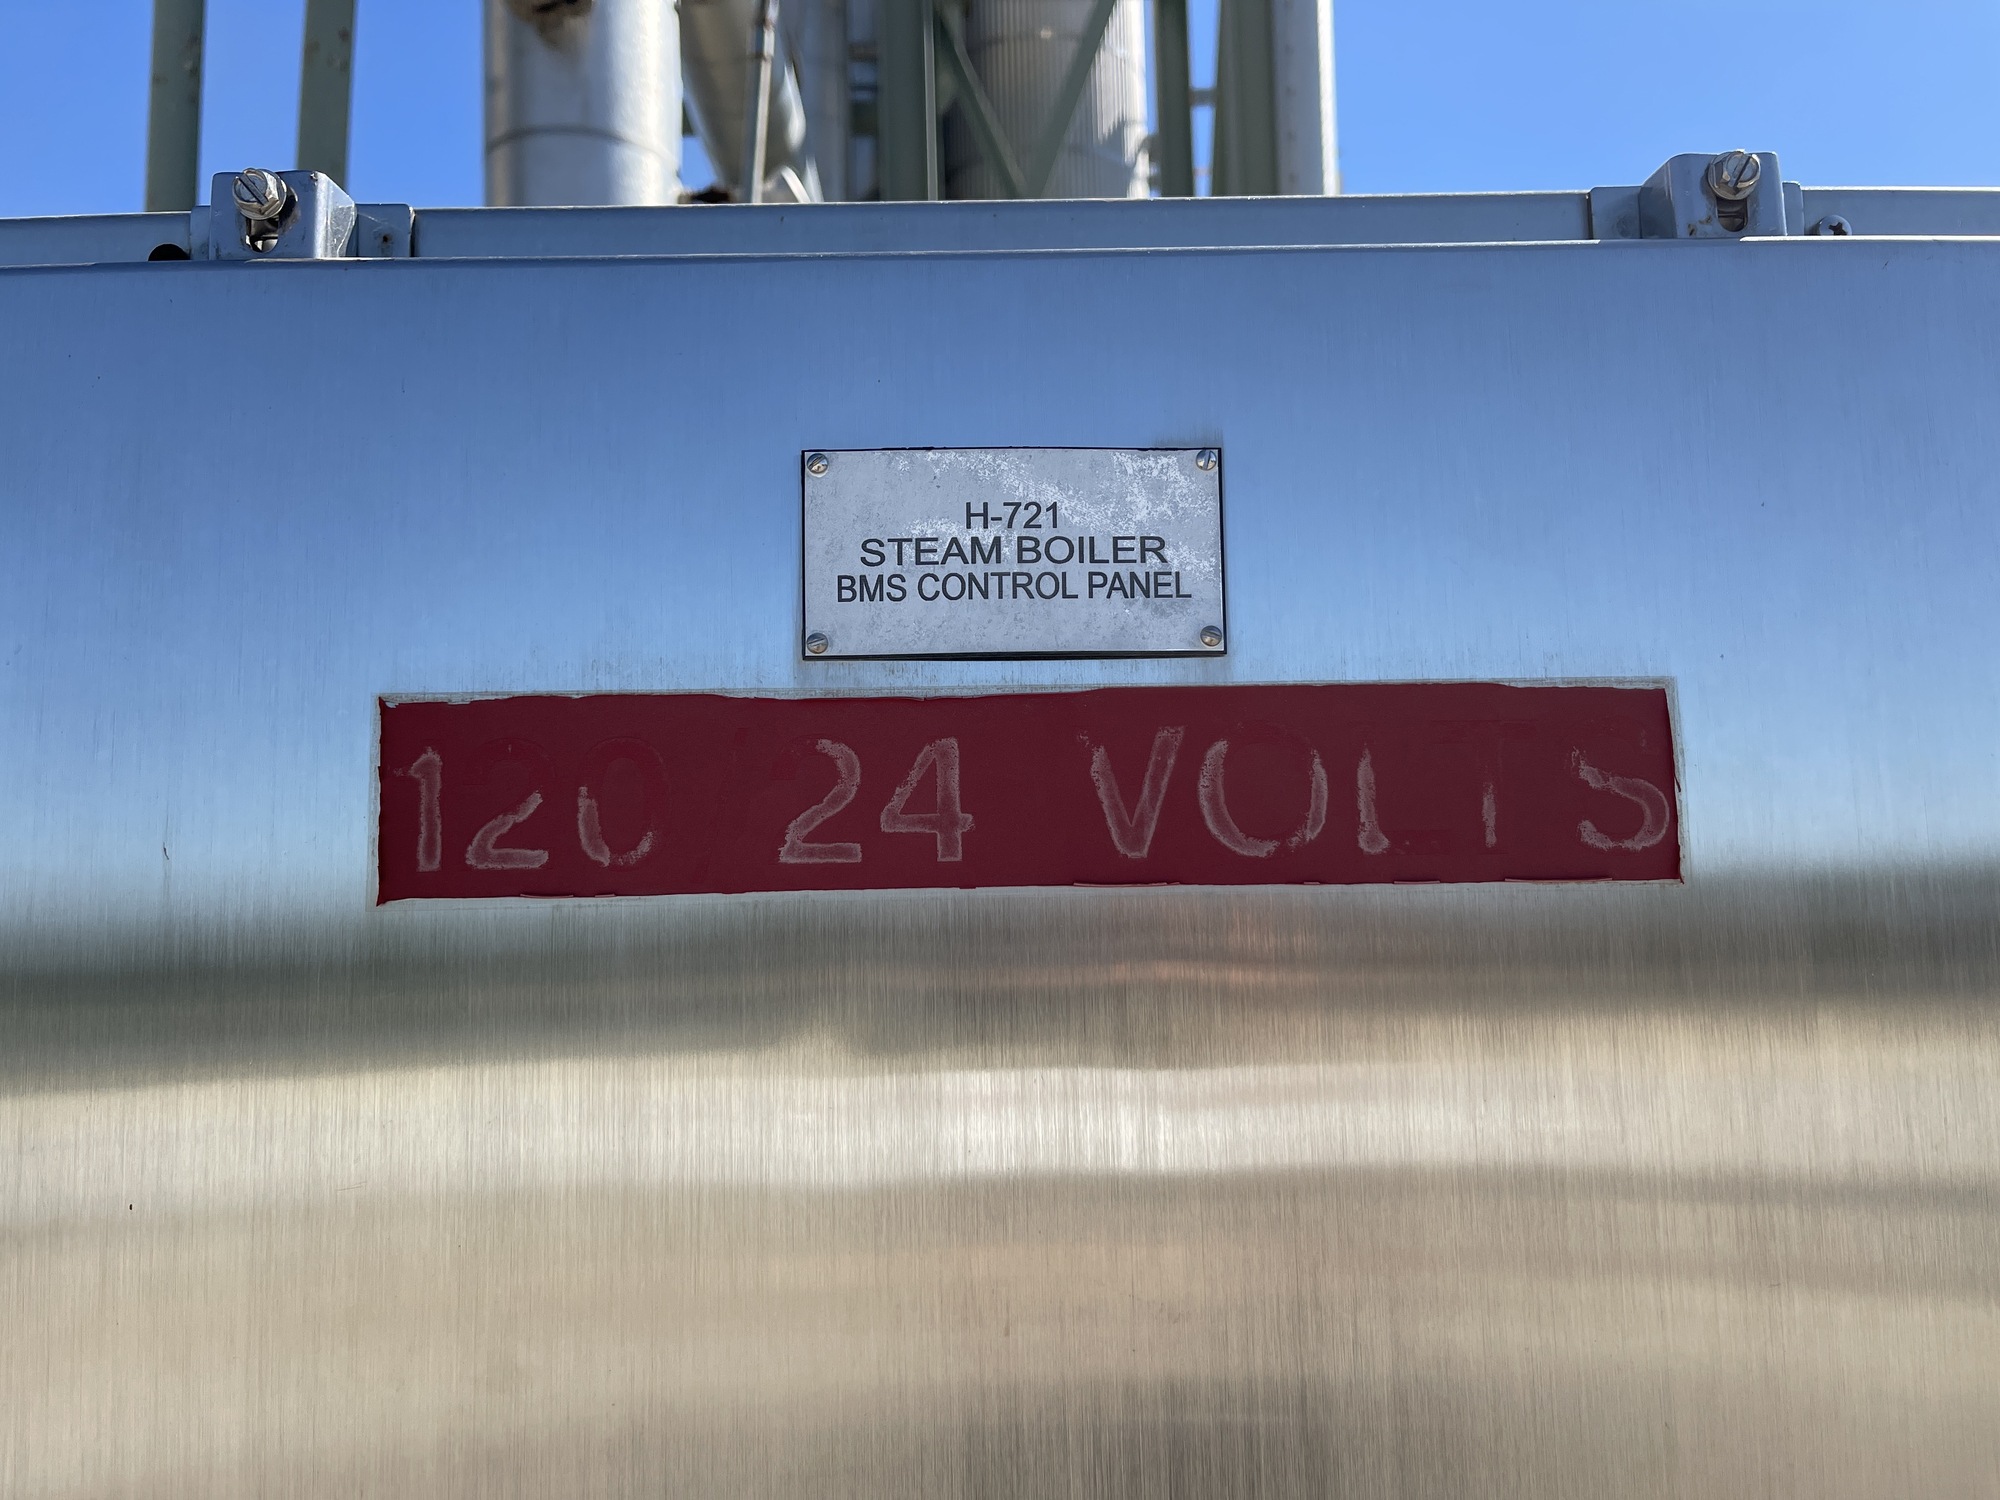 H-721
STEAM BOILER
BMS CONTROL PANEL
120/24 VOLTS